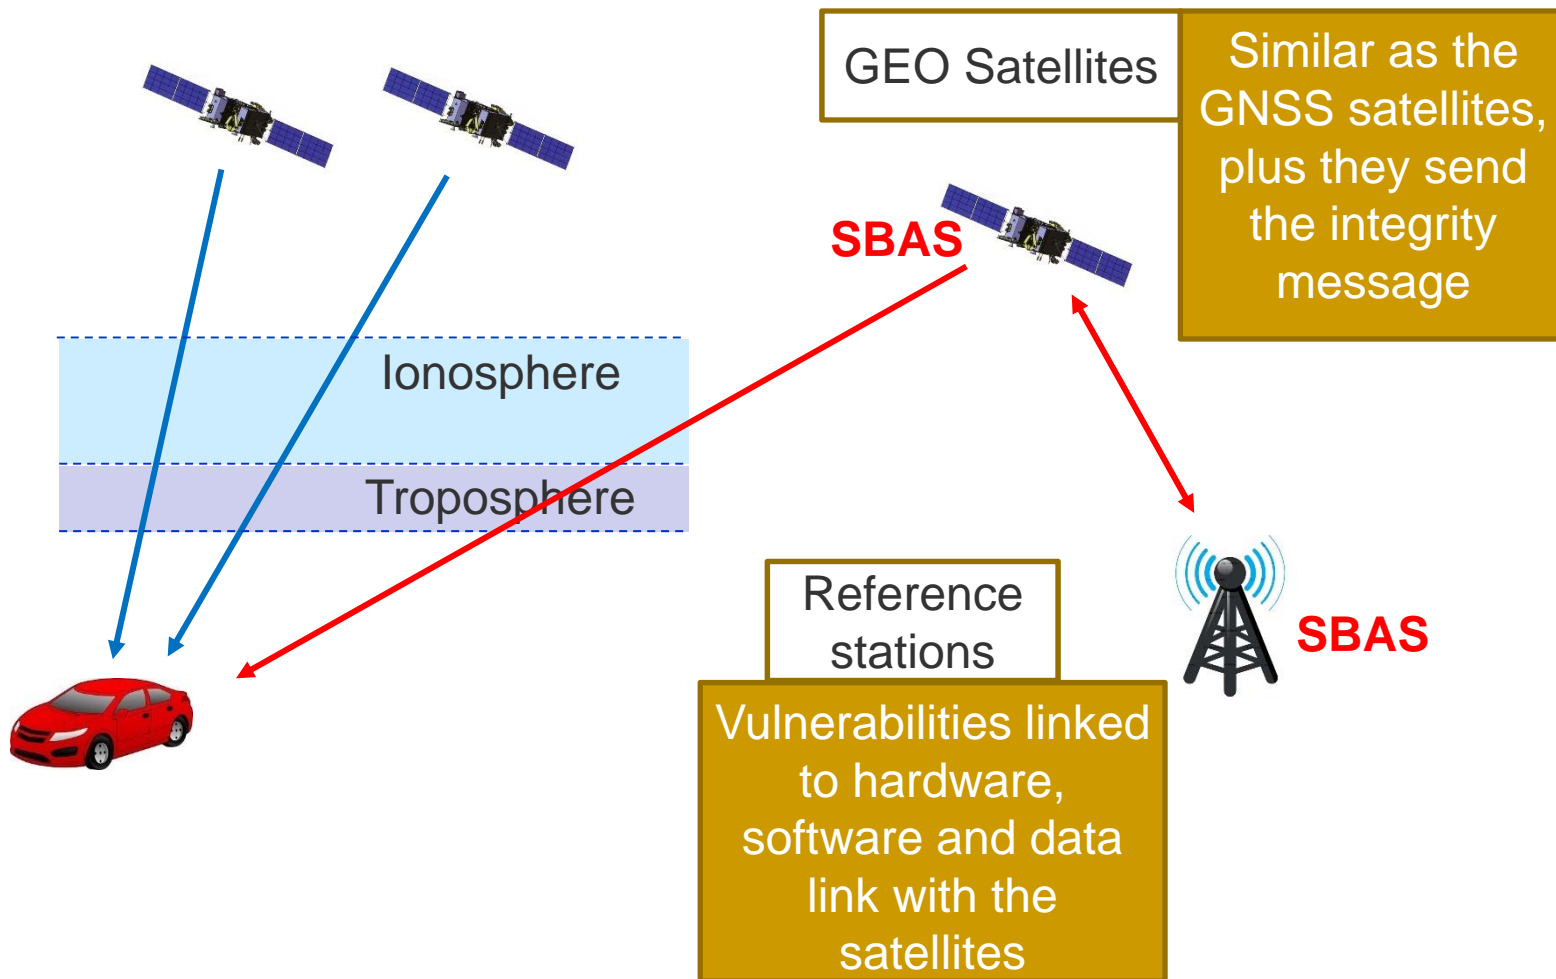 GEO Satellites
Similar as the
GNSS satellites,
plus they send
the integrity
message
SBAS
Ionosphere
Troposphere
Reference
stations
SBAS
Vulnerabilities linked
to hardware,
software and data
link with the
satellites